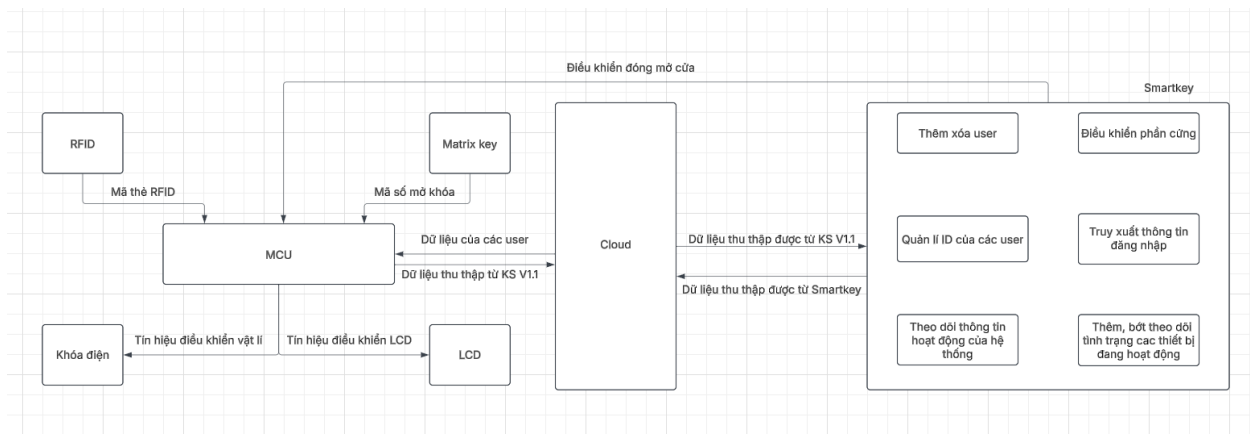 Điều khiển đóng mở cửa
Smartkey
RFID
Matrix key
Thêm xóa user
Điều khiển phần cứng
Mã thẻ RFID
Mã số mở khóa
MCU
Dữ liệu của các user
Dữ liệu thu thập từ KS V1.1
Cloud
Dữ liệu thu thập được từ KS V1.1
Dữ liệu thu thập được từ Smartkey
Quản lí ID của các user
Truy xuất thông tin
đăng nhập
Khóa điện
Tín hiệu điều khiển vật lí
Tín hiệu điều khiển LCD
LCD
Theo dõi thông tin
hoạt động của hệ
thống
Thêm, bớt theo dõi
tình trạng cac thiết bị
đang hoạt động